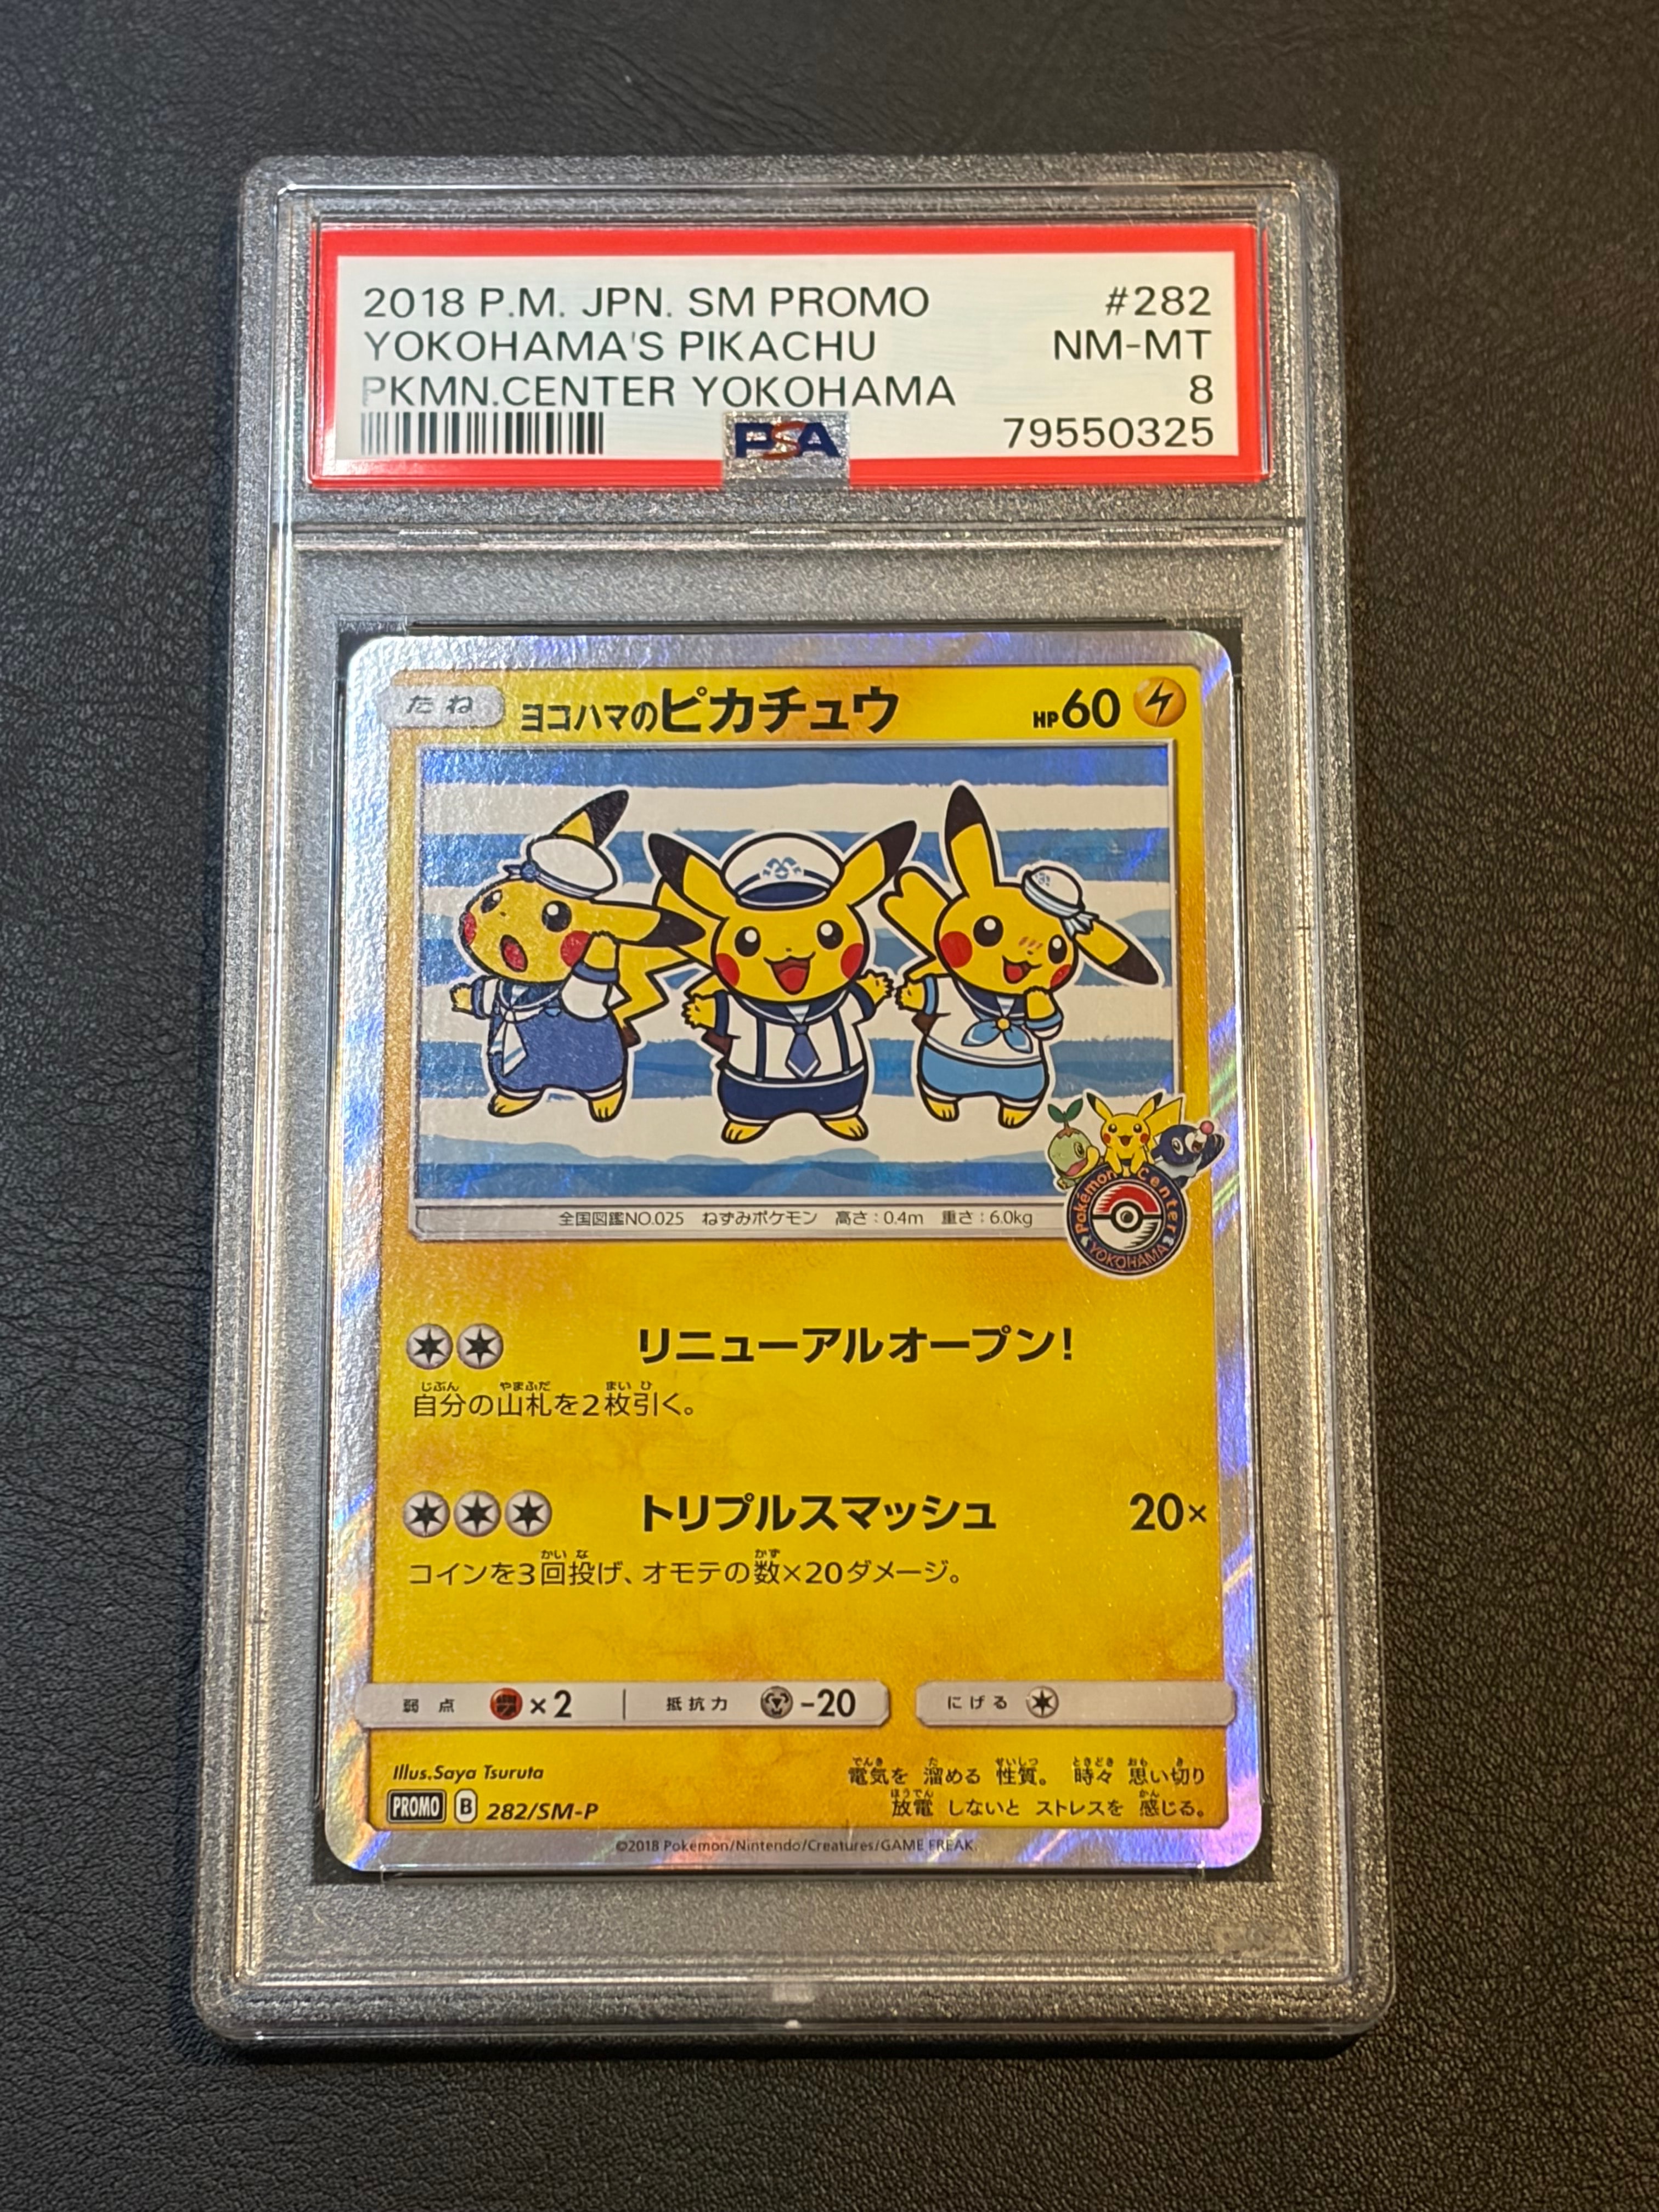 2018 P.M. JPN. SM PROMO #282
YOKOHAMA'S PIKACHU NM-MT
PKMN.CENTER YOKOHAMA 8
PSA 79550325
たね ヨコハマのピカチュウ HP60
全国図鑑NO.025 ねずみポケモン 高さ:0.4m 重さ:6.0kg
Pokémon Center
YOKOHAMA
リニューアルオープン!
じぶん やまふだ まい ひ
自分の山札を2枚引く。
トリプルスマッシュ 20×
かい な かず
コインを3回投げ、オモテの数×20ダメージ。
弱点 ×2 抵抗力 -20 にげる
Illus.Saya Tsuruta
でんき た せいしつ ときどき おも き
電気を 溜める 性質。 時々 思い切り
ほうでん かん
放電 しないと ストレスを 感じる。
PROMO B 282/SM-P
©2018 Pokémon/Nintendo/Creatures/GAME FREAK.